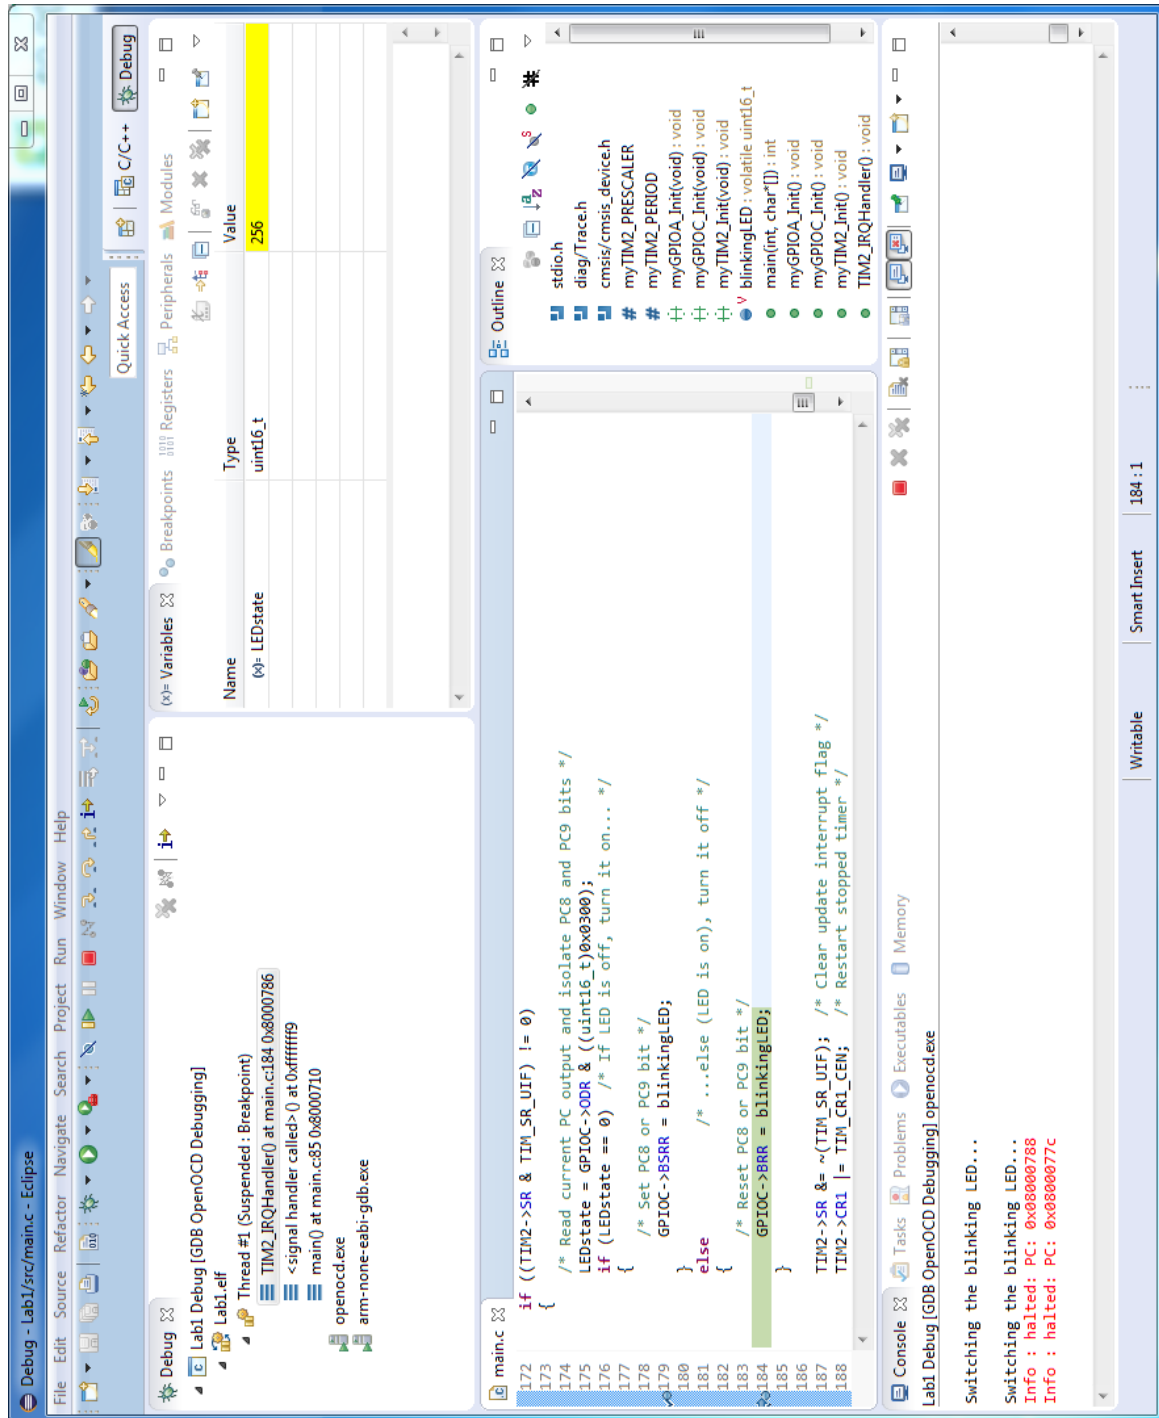 Debug - Lab1/src/main.c - Eclipse
File Edit Source Refactor Navigate Search Project Run Window Help
Quick Access
C/C++
Debug
Debug
Lab1 Debug [GDB OpenOCD Debugging]
Lab1.elf
Thread #1 (Suspended : Breakpoint)
TIM2_IRQHandler() at main.c:184 0x8000786
<signal handler called>() at 0xfffffff9
main() at main.c:85 0x8000710
openocd.exe
arm-none-eabi-gdb.exe
(x)= Variables
Breakpoints
Registers
Peripherals
Modules
Name Type Value
(x)= LEDstate uint16_t 256
main.c
172 if ((TIM2->SR & TIM_SR_UIF) != 0)
173 {
174 /* Read current PC output and isolate PC8 and PC9 bits */
175 LEDstate = GPIOC->ODR & ((uint16_t)0x0300);
176 if (LEDstate == 0) /* If LED is off, turn it on... */
177 {
178 /* Set PC8 or PC9 bit */
179 GPIOC->BSRR = blinkingLED;
180 }
181 else /* ...else (LED is on), turn it off */
182 {
183 /* Reset PC8 or PC9 bit */
184 GPIOC->BRR = blinkingLED;
185 }
186
187 TIM2->SR &= ~(TIM_SR_UIF); /* Clear update interrupt flag */
188 TIM2->CR1 |= TIM_CR1_CEN; /* Restart stopped timer */
Outline
stdio.h
diag/Trace.h
cmsis/cmsis_device.h
myTIM2_PRESCALER
myTIM2_PERIOD
myGPIOA_Init(void) : void
myGPIOC_Init(void) : void
myTIM2_Init(void) : void
blinkingLED : volatile uint16_t
main(int, char*[]) : int
myGPIOA_Init() : void
myGPIOC_Init() : void
myTIM2_Init() : void
TIM2_IRQHandler() : void
Console
Tasks
Problems
Executables
Memory
Lab1 Debug [GDB OpenOCD Debugging] openocd.exe
Switching the blinking LED...
Switching the blinking LED...
Info : halted: PC: 0x08000788
Info : halted: PC: 0x0800077c
Writable
Smart Insert
184 : 1